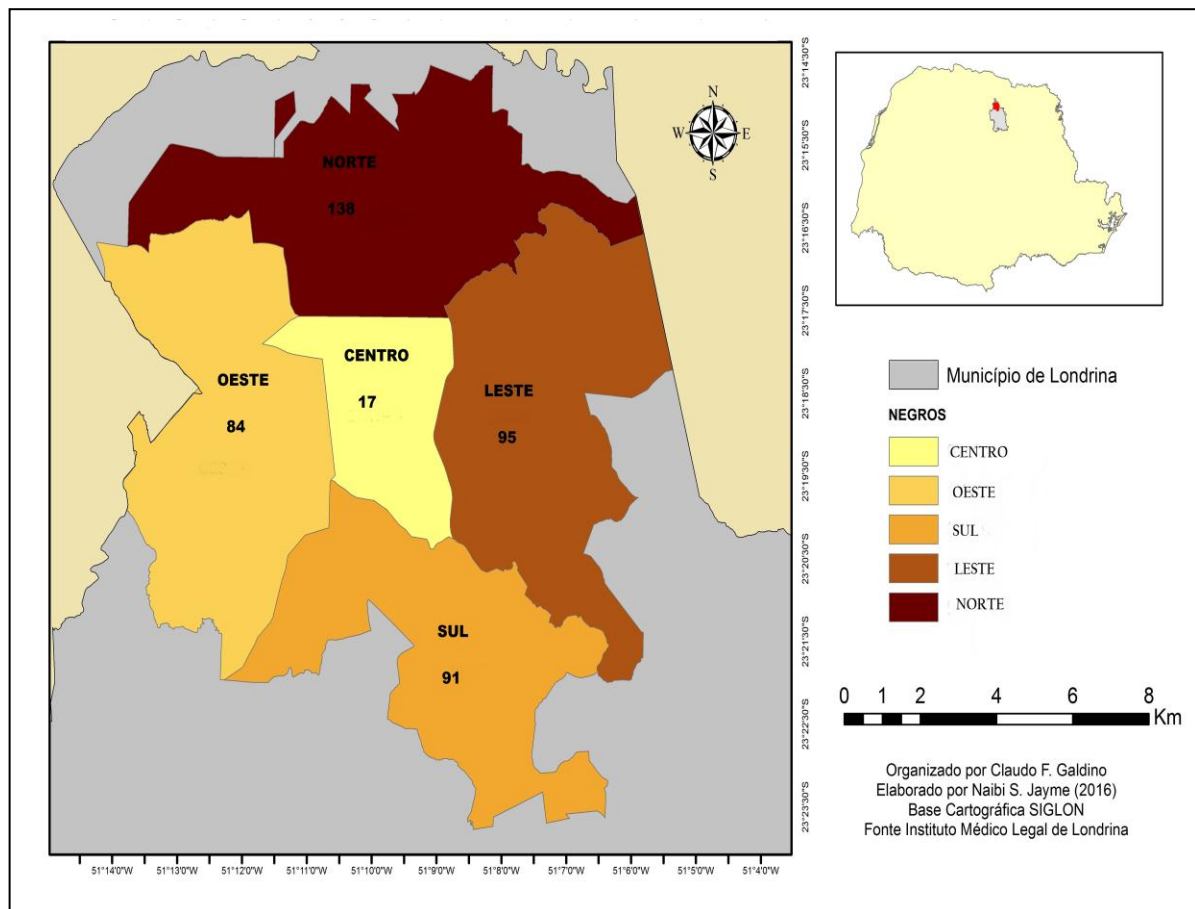 NORTE
138
OESTE
84
CENTRO
17
LESTE
95
SUL
91
N
W E
S
23°14'30"S
23°15'30"S
23°16'30"S
23°17'30"S
23°18'30"S
23°19'30"S
23°20'30"S
23°21'30"S
23°22'30"S
23°23'30"S
51°14'0"W 51°13'0"W 51°12'0"W 51°11'0"W 51°10'0"W 51°9'0"W 51°8'0"W 51°7'0"W 51°6'0"W 51°5'0"W 51°4'0"W
Município de Londrina
NEGROS
CENTRO
OESTE
SUL
LESTE
NORTE
0 1 2 4 6 8
Km
Organizado por Claudo F. Galdino
Elaborado por Naibi S. Jayme (2016)
Base Cartográfica SIGLON
Fonte Instituto Médico Legal de Londrina